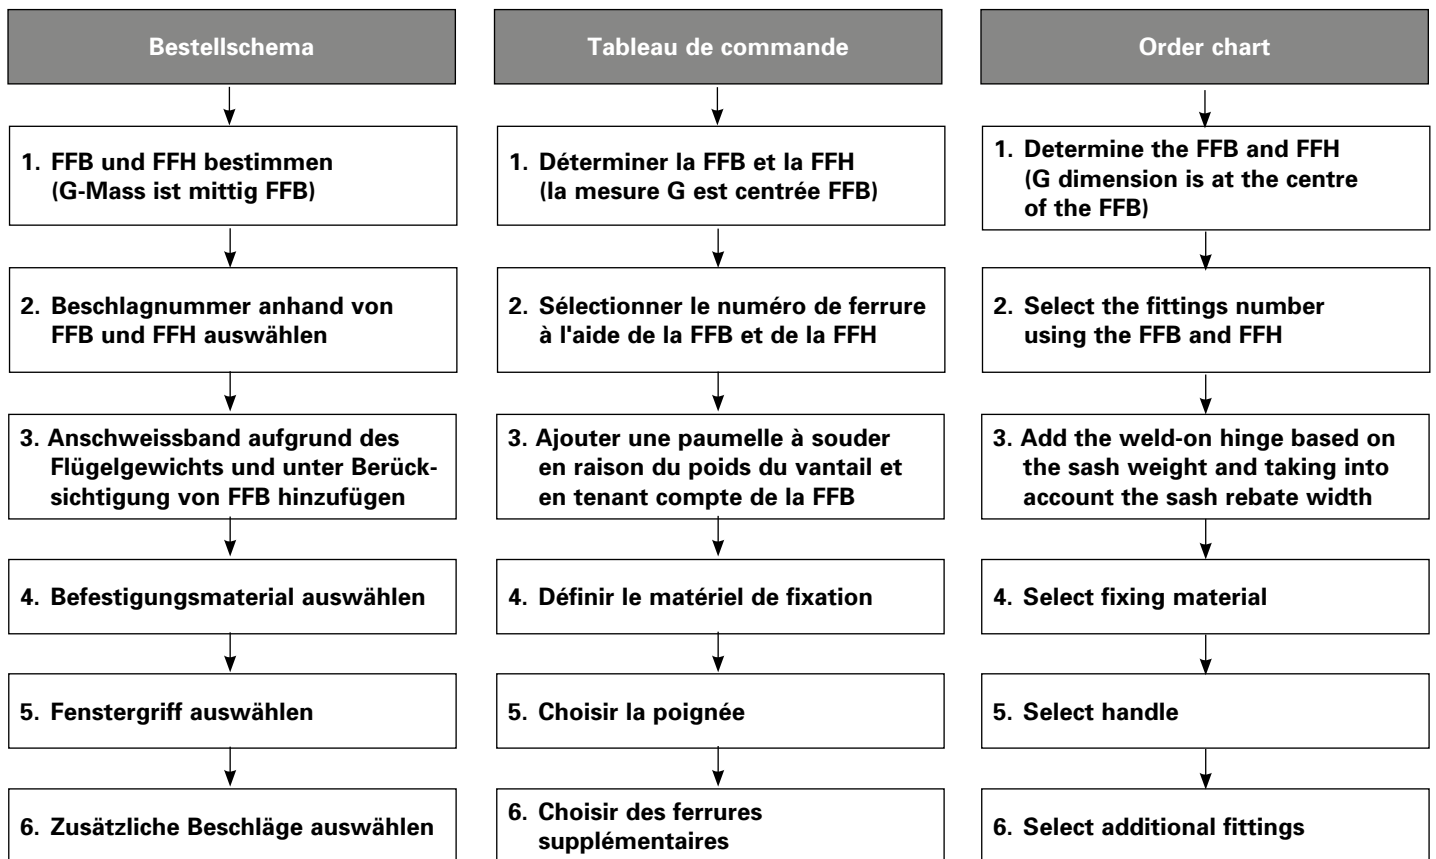 Bestellschema
1. FFB und FFH bestimmen
(G-Mass ist mittig FFB)
2. Beschlagnummer anhand von
FFB und FFH auswählen
3. Anschweissband aufgrund des
Flügelgewichts und unter Berück-
sichtigung von FFB hinzufügen
4. Befestigungsmaterial auswählen
5. Fenstergriff auswählen
6. Zusätzliche Beschläge auswählen
Tableau de commande
1. Déterminer la FFB et la FFH
(la mesure G est centrée FFB)
2. Sélectionner le numéro de ferrure
à l'aide de la FFB et de la FFH
3. Ajouter une paumelle à souder
en raison du poids du vantail et
en tenant compte de la FFB
4. Définir le matériel de fixation
5. Choisir la poignée
6. Choisir des ferrures
supplémentaires
Order chart
1. Determine the FFB and FFH
(G dimension is at the centre
of the FFB)
2. Select the fittings number
using the FFB and FFH
3. Add the weld-on hinge based on
the sash weight and taking into
account the sash rebate width
4. Select fixing material
5. Select handle
6. Select additional fittings